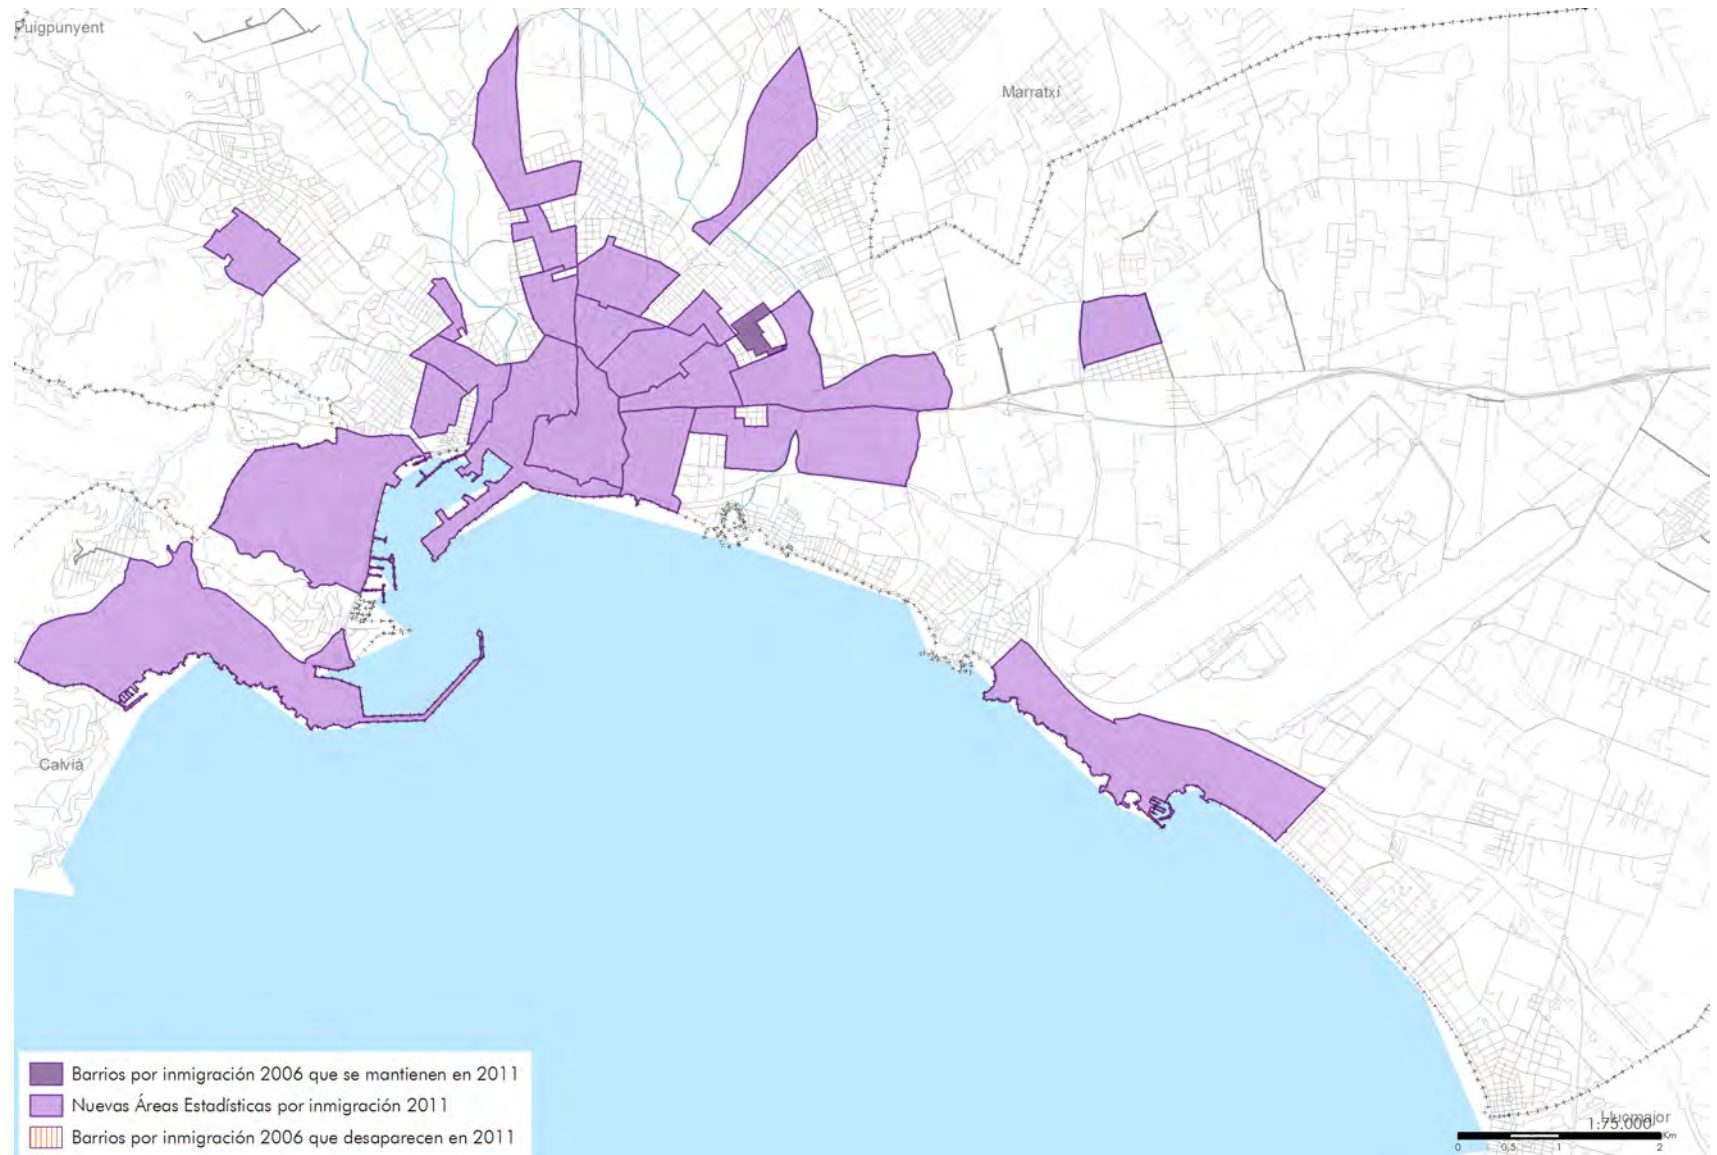 Puigpunyent
Marratxí
Calvià
Barrios por inmigración 2006 que se mantienen en 2011
Nuevas Áreas Estadísticas por inmigración 2011
Barrios por inmigración 2006 que desaparecen en 2011
Llucmajor
1:75.000
Km
0 0,5 1 2